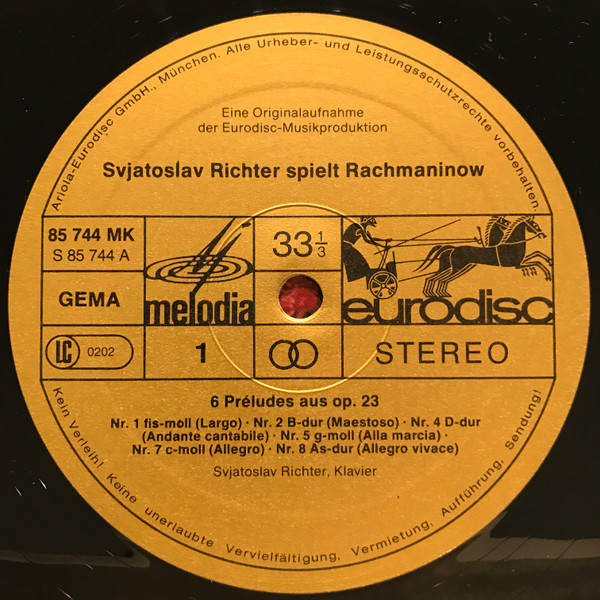 Ariola-Eurodisc GmbH., München. Alle Urheber- und Leistungsschutzrechte vorbehalten.
Eine Originalaufnahme
der Eurodisc-Musikproduktion
Svjatoslav Richter spielt Rachmaninow
85 744 MK
S 85 744 A
GEMA
LC 0202
melodia
1
33 1/3
eurodisc
STEREO
6 Préludes aus op. 23
Nr. 1 fis-moll (Largo) · Nr. 2 B-dur (Maestoso) · Nr. 4 D-dur
(Andante cantabile) · Nr. 5 g-moll (Alla marcia) ·
Nr. 7 c-moll (Allegro) · Nr. 8 As-dur (Allegro vivace)
Svjatoslav Richter, Klavier
Kein Verleih! Keine unerlaubte Vervielfältigung, Vermietung, Aufführung, Sendung!